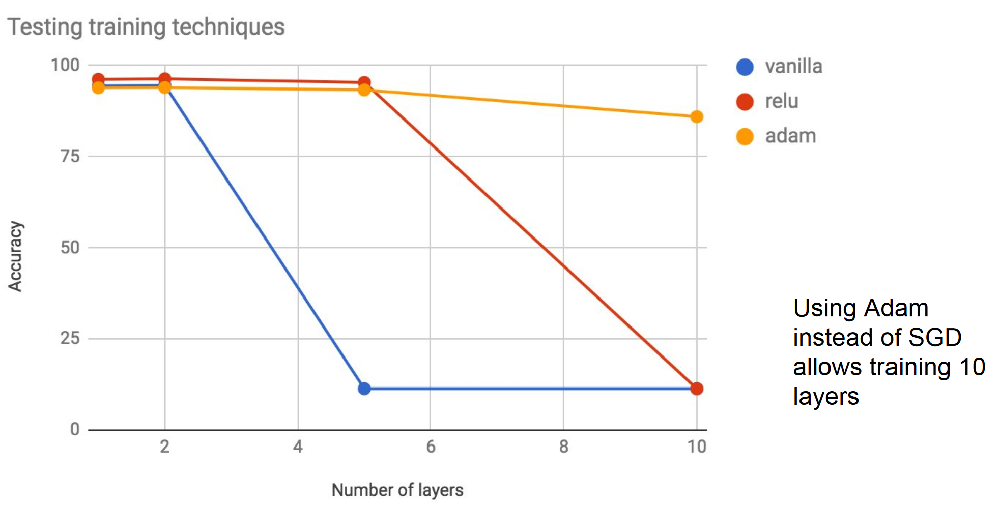 Testing training techniques
100
75
50
25
0
2
4
6
8
10
Accuracy
Number of layers
vanilla
relu
adam
Using Adam
instead of SGD
allows training 10
layers